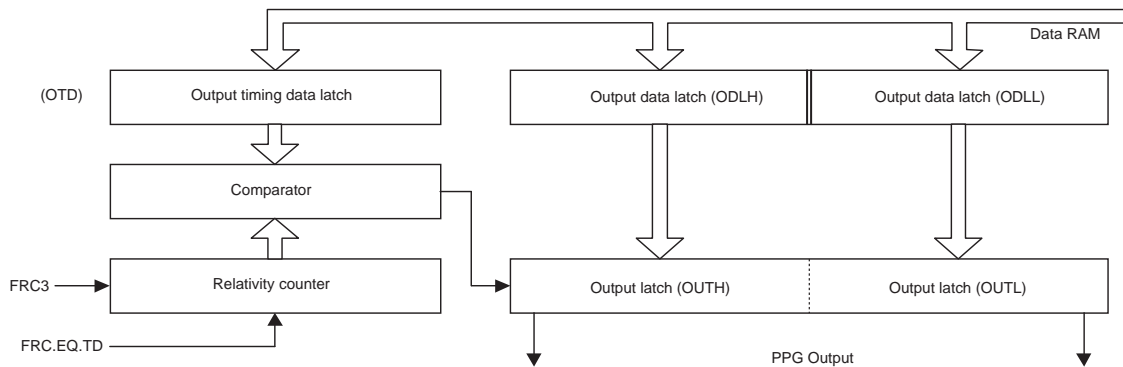 Data RAM
(OTD)
Output timing data latch
Output data latch (ODLH)
Output data latch (ODLL)
Comparator
FRC3
Relativity counter
Output latch (OUTH)
Output latch (OUTL)
FRC.EQ.TD
PPG Output